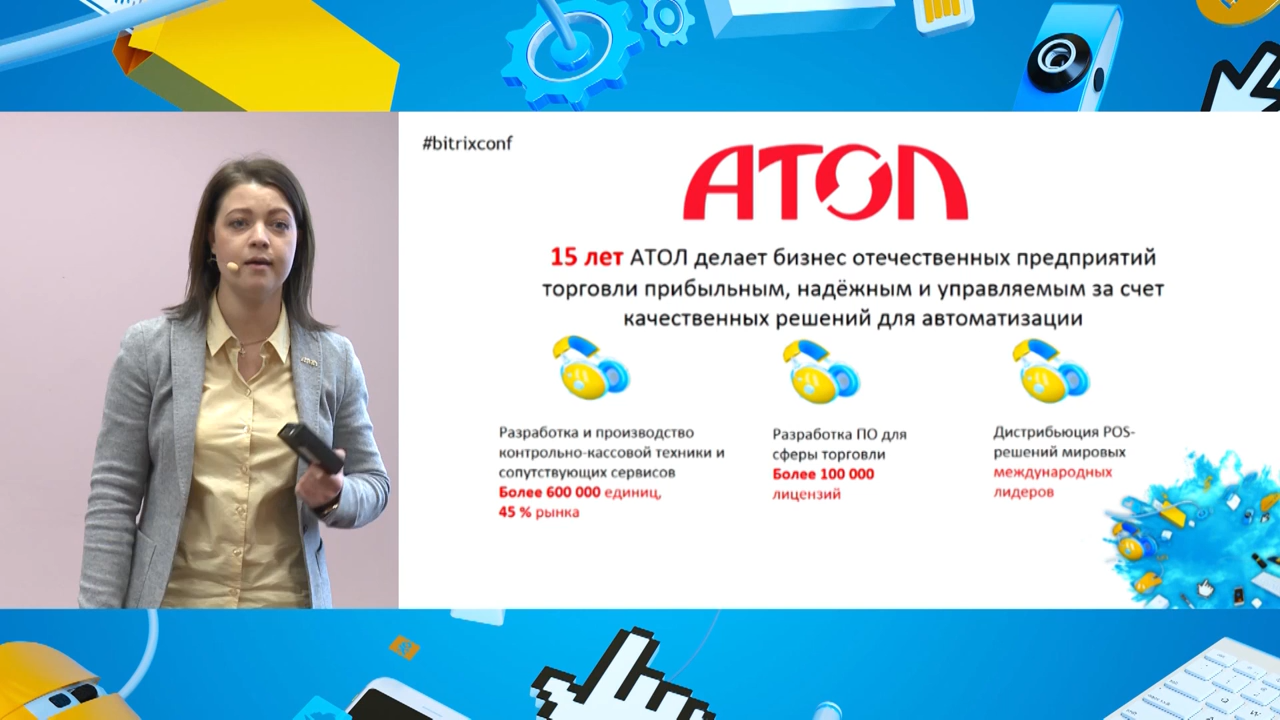 #bitrixconf
АТОЛ
15 лет АТОЛ делает бизнес отечественных предприятий
торговли прибыльным, надёжным и управляемым за счет
качественных решений для автоматизации
Разработка и производство
контрольно-кассовой техники и
сопутствующих сервисов
Более 600 000 единиц,
45 % рынка
Разработка ПО для
сферы торговли
Более 100 000
лицензий
Дистрибьюция POS-
решений мировых
международных
лидеров